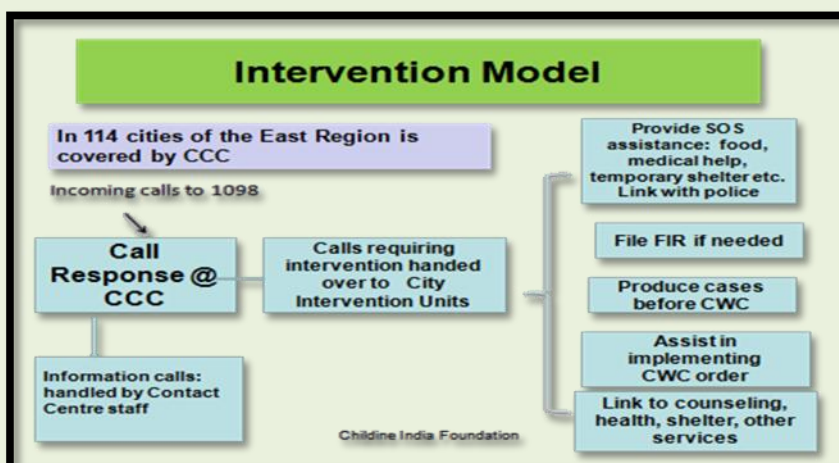 Intervention Model
In 114 cities of the East Region is
covered by CCC
Incoming calls to 1098
Call
Response @
CCC
Calls requiring
intervention handed
over to City
Intervention Units
Information calls:
handled by Contact
Centre staff
Provide SOS
assistance: food,
medical help,
temporary shelter etc.
Link with police
File FIR if needed
Produce cases
before CWC
Assist in
implementing
CWC order
Link to counseling,
health, shelter, other
services
Childine India Foundation